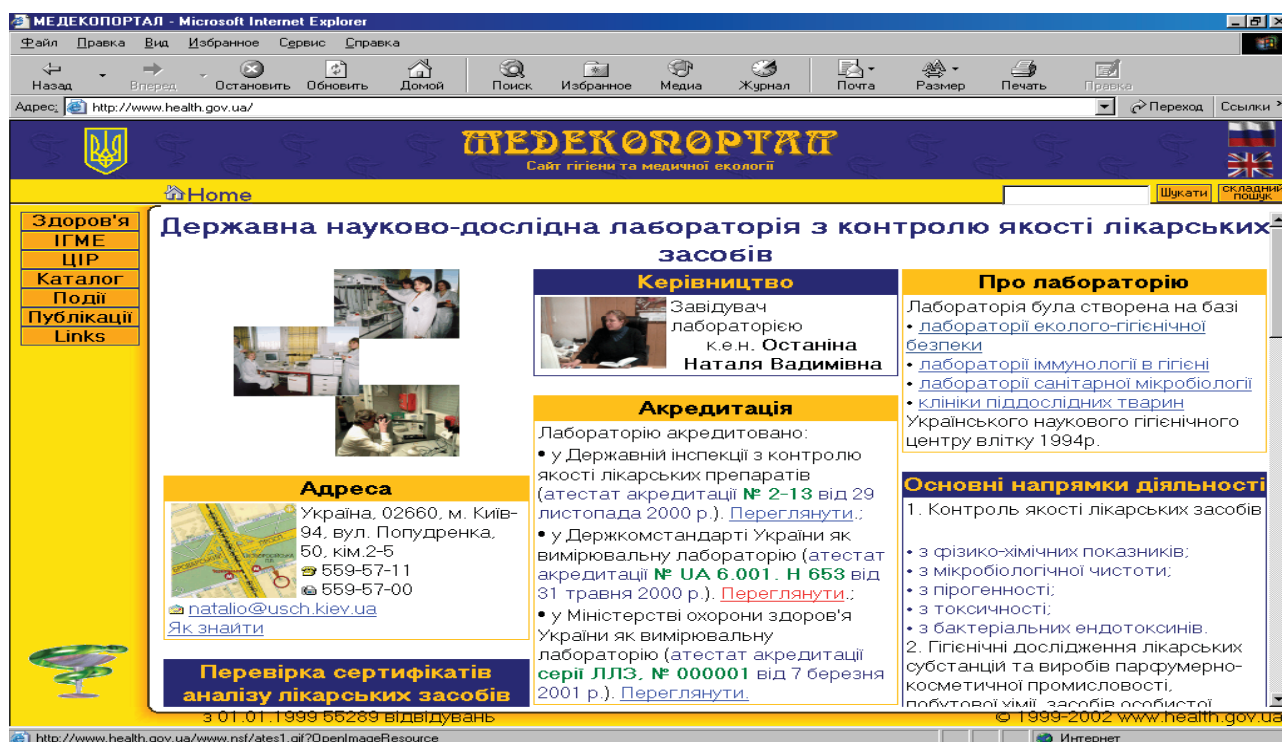 МЕДЕКОПОРТАЛ - Microsoft Internet Explorer
Файл Правка Вид Избранное Сервис Справка
Назад Вперед Остановить Обновить Домой Поиск Избранное Медиа Журнал Почта Размер Печать Правка
Адрес: http://www.health.gov.ua/ Переход Ссылки »
МЕДЕКОПОРТАЛ
Сайт гігієни та медичної екології
Home
Шукати
складний
пошук
Здоров'я
ІГМЕ
ЦІР
Каталог
Події
Публікації
Links
Державна науково-дослідна лабораторія з контролю якості лікарських
засобів
Адреса
Україна, 02660, м. Київ-
94, вул. Попудренка,
50, кім.2-5
559-57-11
559-57-00
natalio@usch.kiev.ua
Як знайти
Перевірка сертифікатів
аналізу лікарських засобів
Керівництво
Завідувач
лабораторією
к.е.н. Останіна
Наталя Вадимівна
Акредитація
Лабораторію акредитовано:
• у Державній інспекції з контролю
якості лікарських препаратів
(атестат акредитації № 2-13 від 29
листопада 2000 р.). Переглянути.;
• у Держкомстандарті України як
вимірювальну лабораторію (атестат
акредитації № UA 6.001. Н 653 від
31 травня 2000 р.). Переглянути.;
• у Міністерстві охорони здоров'я
України як вимірювальну
лабораторію (атестат акредитації
серії ЛЛЗ, № 000001 від 7 березня
2001 р.). Переглянути.
Про лабораторію
Лабораторія була створена на базі
• лабораторії еколого-гігієнічної
безпеки
• лабораторії іммунології в гігієні
• лабораторії санітарної мікробіології
• клініки піддослідних тварин
Українського наукового гігієнічного
центру влітку 1994р.
Основні напрямки діяльності
1. Контроль якості лікарських засобів
• з фізико-хімічних показників;
• з мікробіологічної чистоти;
• з пірогенності;
• з токсичності;
• з бактеріальних ендотоксинів.
2. Гігієнічні дослідження лікарських
субстанцій та виробів парфумерно-
косметичної промисловості,
побутової хімії, засобів особистої
з 01.01.1999 55289 відвідувань
© 1999-2002 www.health.gov.ua
http://www.health.gov.ua/www.nsf/ates1.gif?OpenImageResource
Интернет